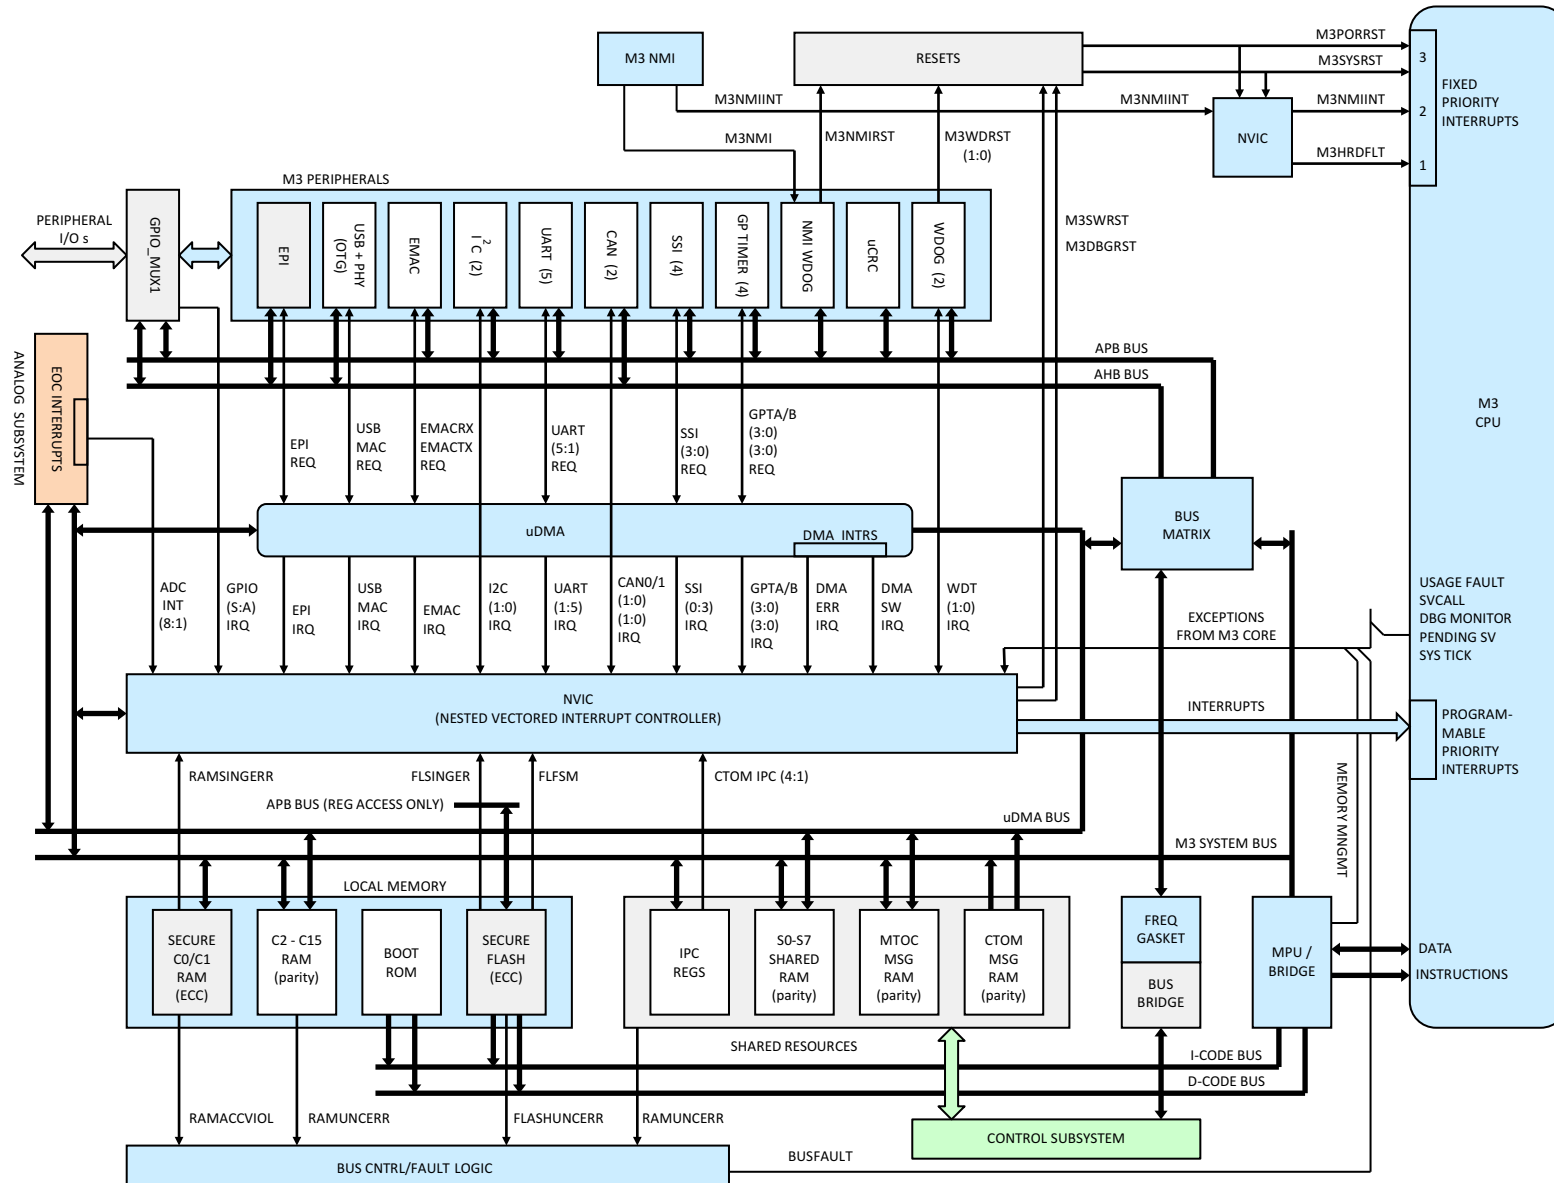 M3 NMI
RESETS
M3PORRST
M3SYSRST
3
FIXED
PRIORITY
INTERRUPTS
M3NMIINT
M3NMIINT
M3NMIINT
2
NVIC
M3NMI
M3NMIRST
M3WDRST
(1:0)
M3HRDFLT
1
M3 PERIPHERALS
PERIPHERAL
I/O s
GPIO_MUX1
EPI
USB + PHY
(OTG)
EMAC
I2C (2)
UART (5)
CAN (2)
SSI (4)
GP TIMER (4)
NMI WDOG
uCRC
WDOG (2)
M3SWRST
M3DBGRST
APB BUS
AHB BUS
ANALOG SUBSYSTEM
EOC INTERRUPTS
M3
CPU
EPI
REQ
USB
MAC
REQ
EMACRX
EMACTX
REQ
UART
(5:1)
REQ
SSI
(3:0)
REQ
GPTA/B
(3:0)
(3:0)
REQ
uDMA
DMA INTRS
BUS
MATRIX
ADC
INT
(8:1)
GPIO
(S:A)
IRQ
EPI
IRQ
USB
MAC
IRQ
EMAC
IRQ
I2C
(1:0)
IRQ
UART
(1:5)
IRQ
CAN0/1
(1:0)
(1:0)
IRQ
SSI
(0:3)
IRQ
GPTA/B
(3:0)
(3:0)
IRQ
DMA
ERR
IRQ
DMA
SW
IRQ
WDT
(1:0)
IRQ
EXCEPTIONS
FROM M3 CORE
USAGE FAULT
SVCALL
DBG MONITOR
PENDING SV
SYS TICK
NVIC
(NESTED VECTORED INTERRUPT CONTROLLER)
INTERRUPTS
PROGRAM-
MABLE
PRIORITY
INTERRUPTS
RAMSINGERR
FLSINGER
FLFSM
CTOM IPC (4:1)
APB BUS (REG ACCESS ONLY)
uDMA BUS
M3 SYSTEM BUS
MEMORY MNGMT
LOCAL MEMORY
SECURE
C0/C1
RAM
(ECC)
C2 - C15
RAM
(parity)
BOOT
ROM
SECURE
FLASH
(ECC)
IPC
REGS
S0-S7
SHARED
RAM
(parity)
MTOC
MSG
RAM
(parity)
CTOM
MSG
RAM
(parity)
FREQ
GASKET
BUS
BRIDGE
MPU /
BRIDGE
DATA
INSTRUCTIONS
SHARED RESOURCES
I-CODE BUS
D-CODE BUS
RAMACCVIOL
RAMUNCERR
FLASHUNCERR
RAMUNCERR
CONTROL SUBSYSTEM
BUS CNTRL/FAULT LOGIC
BUSFAULT